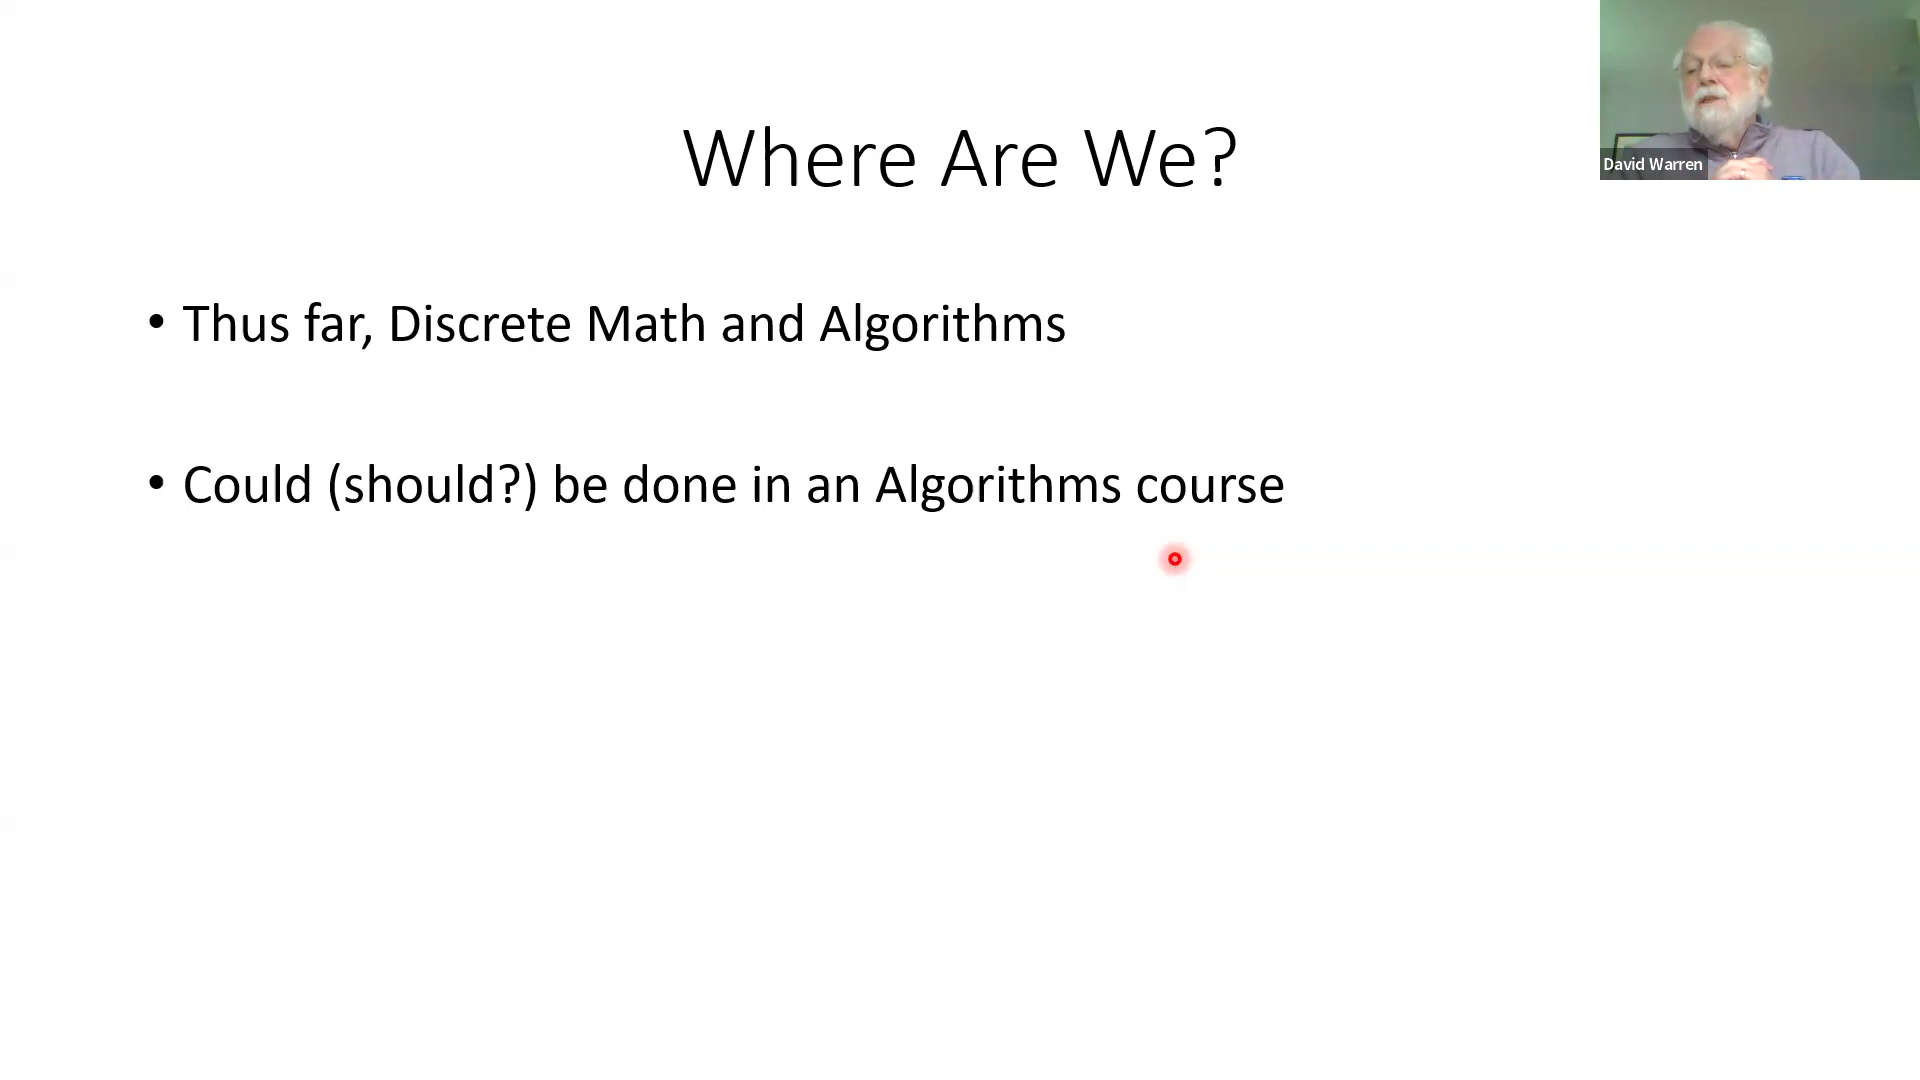 Where Are We?
David Warren
• Thus far, Discrete Math and Algorithms
• Could (should?) be done in an Algorithms course